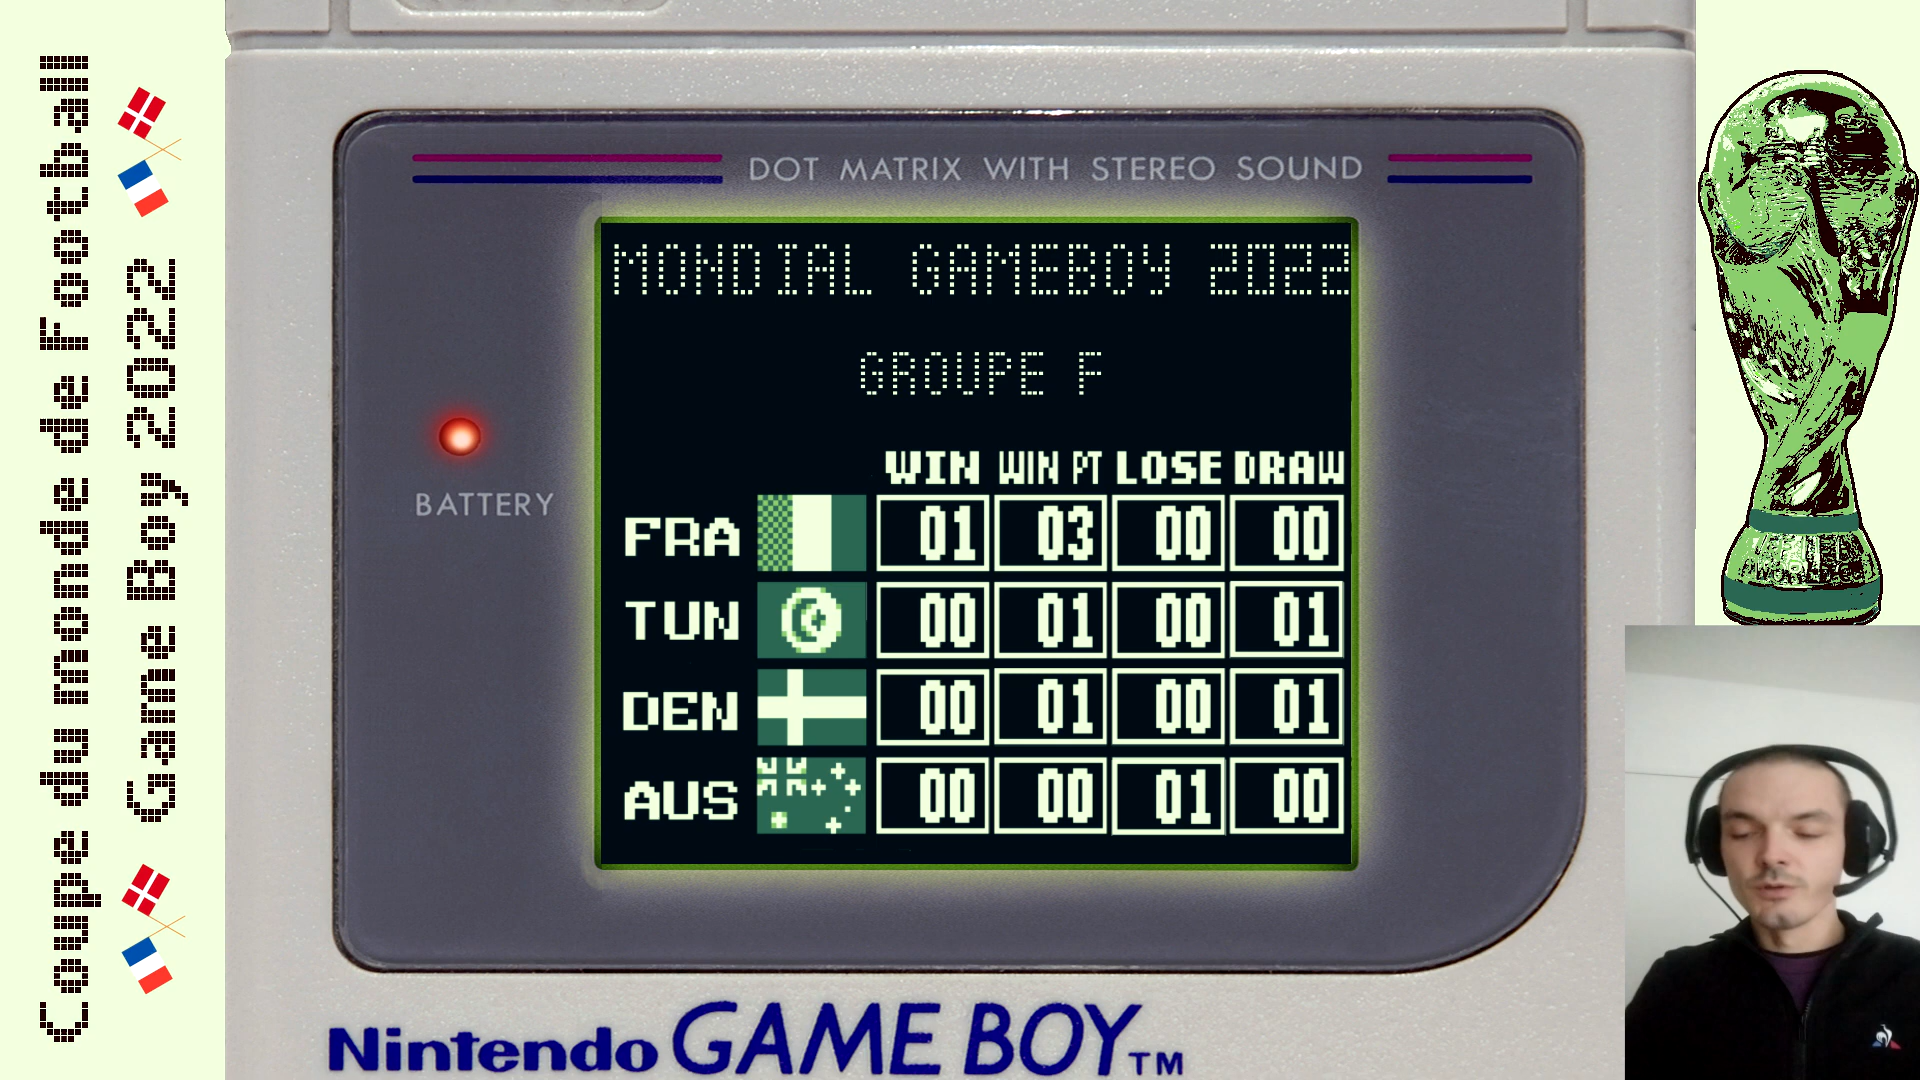 Coupe du monde de Football
Game Boy 2022
DOT MATRIX WITH STEREO SOUND
BATTERY
MONDIAL GAMEBOY 2022
GROUPE F
WIN WIN PT LOSE DRAW
FRA 01 03 00 00
TUN 00 01 00 01
DEN 00 01 00 01
AUS 00 00 01 00
Nintendo GAME BOY TM